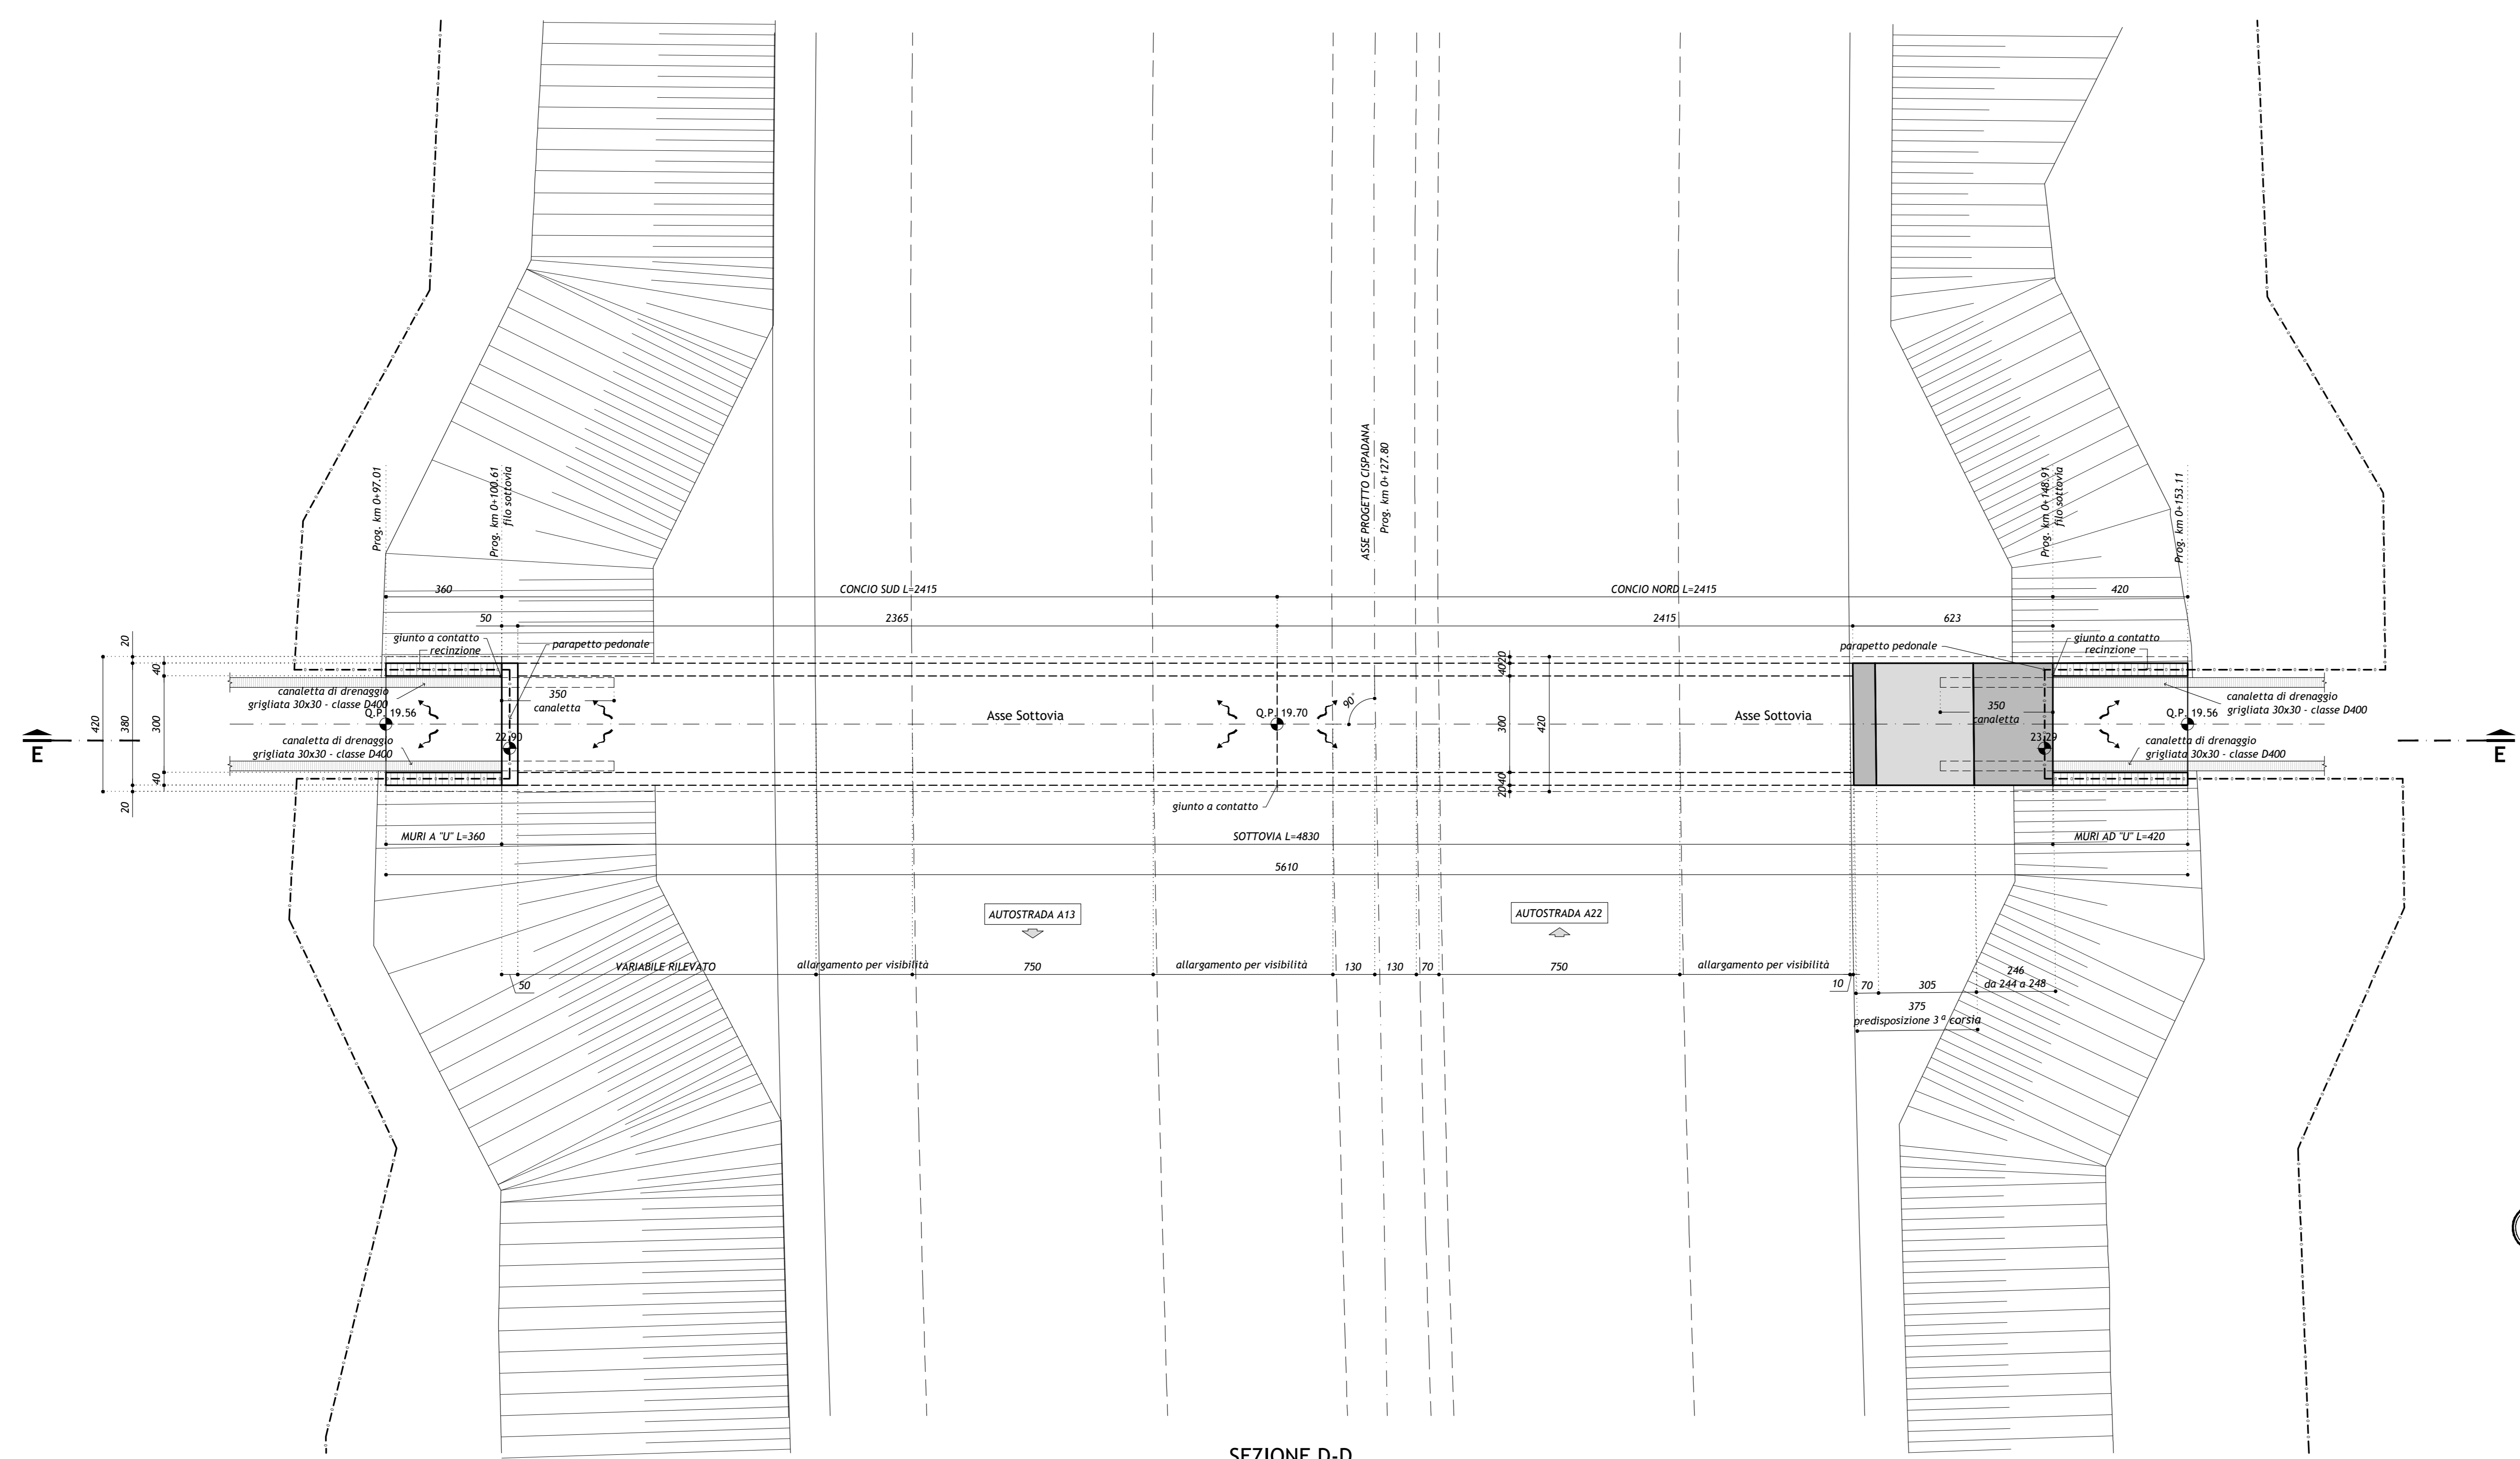 Prog. km 0+97.01
Prog. km 0+100.61
filo sottovia
ASSE PROGETTO CISPADANA
Prog. km 0+127.80
Prog. km 0+148.91
filo sottovia
Prog. km 0+153.11
360
CONCIO SUD L=2415
CONCIO NORD L=2415
420
50
2365
2415
623
20
giunto a contatto
recinzione
parapetto pedonale
parapetto pedonale
giunto a contatto
recinzione
40
20
40
canaletta di drenaggio
grigliata 30x30 - classe D400
350
canaletta
350
canaletta
canaletta di drenaggio
grigliata 30x30 - classe D400
Q.P. 19.56
Asse Sottovia
Q.P. 19.70
90°
Asse Sottovia
Q.P. 19.56
420
380
300
300
420
E
canaletta di drenaggio
grigliata 30x30 - classe D400
22.90
23.29
canaletta di drenaggio
grigliata 30x30 - classe D400
E
40
20
40
20
giunto a contatto
MURI A "U" L=360
SOTTOVIA L=4830
MURI AD "U" L=420
5610
AUTOSTRADA A13
AUTOSTRADA A22
VARIABILE RILEVATO
allargamento per visibilità
750
allargamento per visibilità
130
130
70
750
allargamento per visibilità
50
10
70
305
246
da 244 a 248
375
predisposizione 3ª corsia
SEZIONE D-D